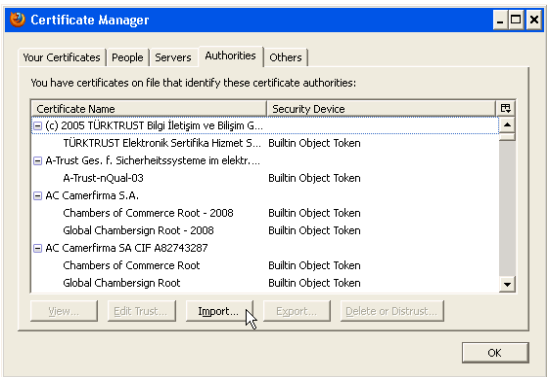 Certificate Manager
Your Certificates People Servers Authorities Others
You have certificates on file that identify these certificate authorities:
Certificate Name Security Device
(c) 2005 TÜRKTRUST Bilgi İletişim ve Bilişim G...
TÜRKTRUST Elektronik Sertifika Hizmet S... Builtin Object Token
A-Trust Ges. f. Sicherheitssysteme im elektr....
A-Trust-nQual-03 Builtin Object Token
AC Camerfirma S.A.
Chambers of Commerce Root - 2008 Builtin Object Token
Global Chambersign Root - 2008 Builtin Object Token
AC Camerfirma SA CIF A82743287
Chambers of Commerce Root Builtin Object Token
Global Chambersign Root Builtin Object Token
View... Edit Trust... Import... Export... Delete or Distrust...
OK